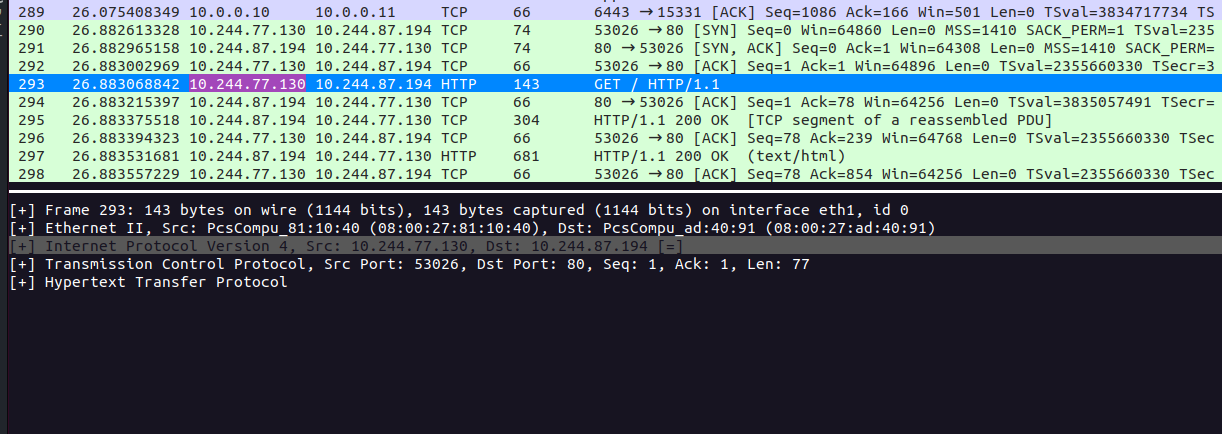 289 26.075408349 10.0.0.10 10.0.0.11 TCP 66 6443 → 15331 [ACK] Seq=1086 Ack=166 Win=501 Len=0 TSval=3834717734 TS
290 26.882613328 10.244.77.130 10.244.87.194 TCP 74 53026 → 80 [SYN] Seq=0 Win=64860 Len=0 MSS=1410 SACK_PERM=1 TSval=235
291 26.882965158 10.244.87.194 10.244.77.130 TCP 74 80 → 53026 [SYN, ACK] Seq=0 Ack=1 Win=64308 Len=0 MSS=1410 SACK_PERM=
292 26.883002969 10.244.77.130 10.244.87.194 TCP 66 53026 → 80 [ACK] Seq=1 Ack=1 Win=64896 Len=0 TSval=2355660330 TSecr=3
293 26.883068842 10.244.77.130 10.244.87.194 HTTP 143 GET / HTTP/1.1
294 26.883215397 10.244.87.194 10.244.77.130 TCP 66 80 → 53026 [ACK] Seq=1 Ack=78 Win=64256 Len=0 TSval=3835057491 TSecr=
295 26.883375518 10.244.87.194 10.244.77.130 TCP 304 HTTP/1.1 200 OK [TCP segment of a reassembled PDU]
296 26.883394323 10.244.77.130 10.244.87.194 TCP 66 53026 → 80 [ACK] Seq=78 Ack=239 Win=64768 Len=0 TSval=2355660330 TSec
297 26.883531681 10.244.87.194 10.244.77.130 HTTP 681 HTTP/1.1 200 OK (text/html)
298 26.883557229 10.244.77.130 10.244.87.194 TCP 66 53026 → 80 [ACK] Seq=78 Ack=854 Win=64256 Len=0 TSval=2355660330 TSec
[+] Frame 293: 143 bytes on wire (1144 bits), 143 bytes captured (1144 bits) on interface eth1, id 0
[+] Ethernet II, Src: PcsCompu_81:10:40 (08:00:27:81:10:40), Dst: PcsCompu_ad:40:91 (08:00:27:ad:40:91)
[+] Internet Protocol Version 4, Src: 10.244.77.130, Dst: 10.244.87.194 [=]
[+] Transmission Control Protocol, Src Port: 53026, Dst Port: 80, Seq: 1, Ack: 1, Len: 77
[+] Hypertext Transfer Protocol